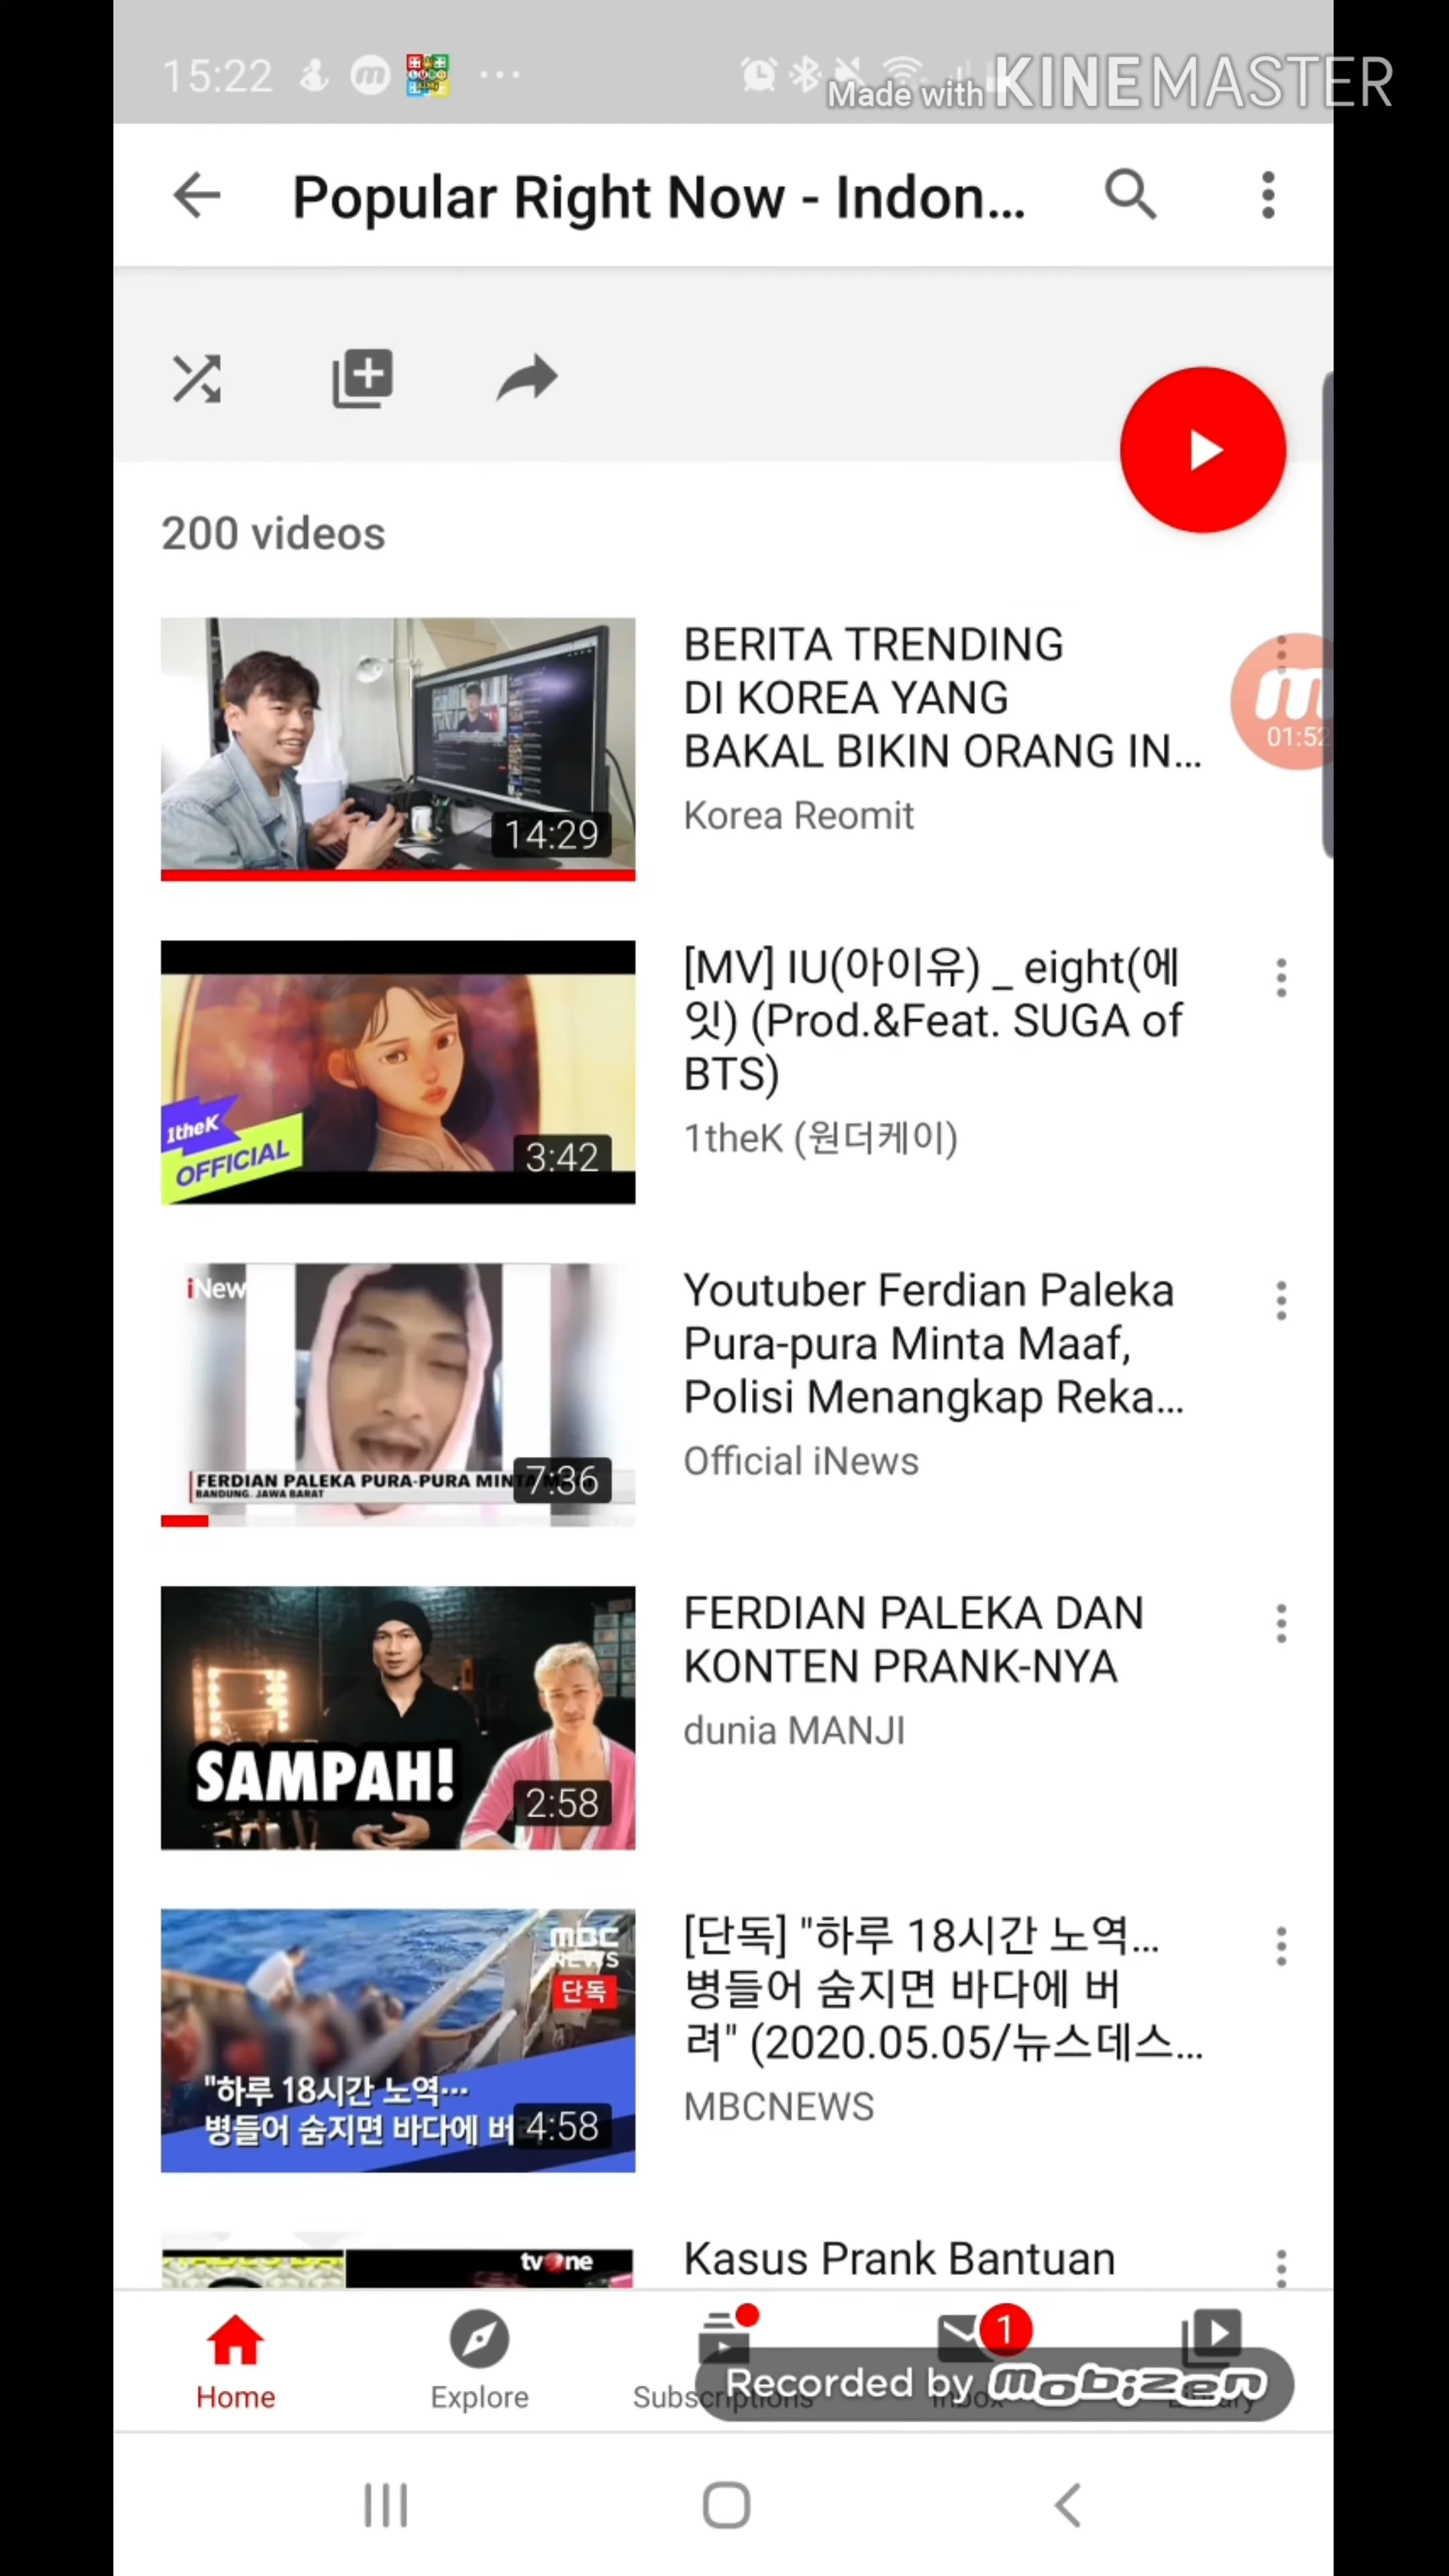 15:22
Made with KINEMASTER
Popular Right Now - Indon...
200 videos
14:29
BERITA TRENDING
DI KOREA YANG
BAKAL BIKIN ORANG IN...
Korea Reomit
01:52
1theK
OFFICIAL
3:42
[MV] IU(아이유) _ eight(에
잇) (Prod.&Feat. SUGA of
BTS)
1theK (원더케이)
iNew
FERDIAN PALEKA PURA-PURA
BANDUNG, JAWA BARAT
7:36
Youtuber Ferdian Paleka
Pura-pura Minta Maaf,
Polisi Menangkap Reka...
Official iNews
SAMPAH!
2:58
FERDIAN PALEKA DAN
KONTEN PRANK-NYA
dunia MANJI
MBC
NEWS
단독
"하루 18시간 노역...
병들어 숨지면 바다에 버
4:58
[단독] "하루 18시간 노역...
병들어 숨지면 바다에 버
려" (2020.05.05/뉴스데스...
MBCNEWS
tvOne
Kasus Prank Bantuan
1
Home
Explore
Subscriptions
Inbox
Library
Recorded by mobizen